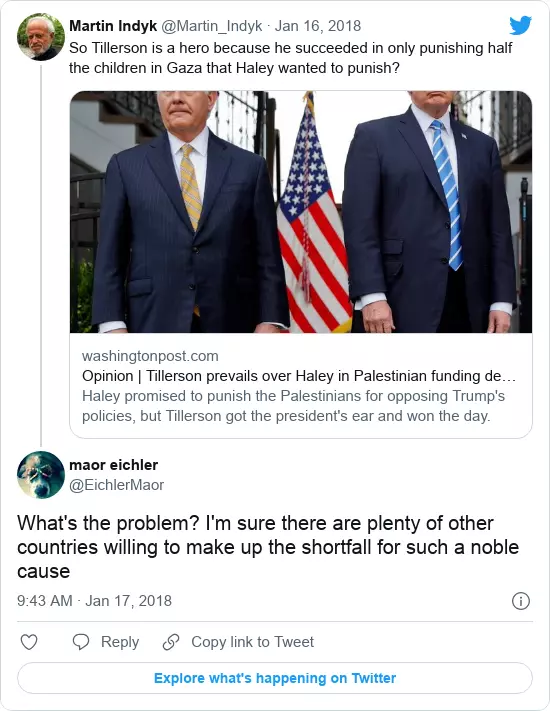 Martin Indyk @Martin_Indyk · Jan 16, 2018
So Tillerson is a hero because he succeeded in only punishing half
the children in Gaza that Haley wanted to punish?
washingtonpost.com
Opinion | Tillerson prevails over Haley in Palestinian funding de…
Haley promised to punish the Palestinians for opposing Trump's
policies, but Tillerson got the president's ear and won the day.
maor eichler
@EichlerMaor
What's the problem? I'm sure there are plenty of other
countries willing to make up the shortfall for such a noble
cause
9:43 AM · Jan 17, 2018
Reply Copy link to Tweet
Explore what's happening on Twitter